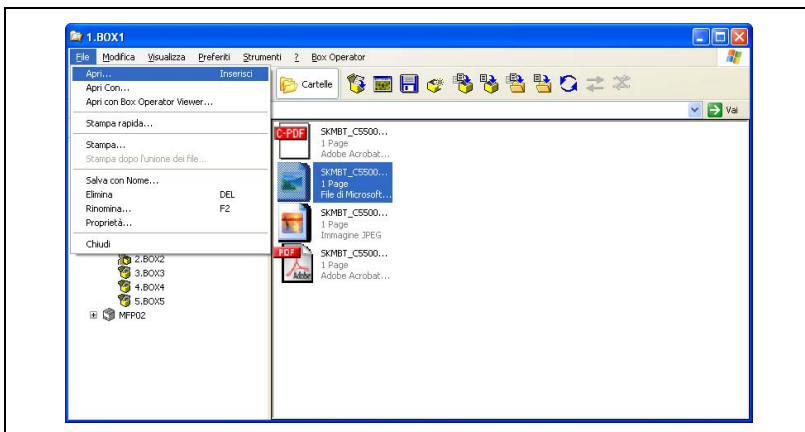 1.BOX1
File Modifica Visualizza Preferiti Strumenti ? Box Operator
Apri... Inserisci
Apri Con...
Apri con Box Operator Viewer...
Stampa rapida...
Stampa...
Stampa dopo l'unione dei file...
Salva con Nome...
Elimina DEL
Rinomina... F2
Proprietà...
Chiudi
2.BOX2
3.BOX3
4.BOX4
5.BOX5
MFP02
Cartelle
Vai
C-PDF
SKMBT_C5500...
1 Page
Adobe Acrobat...
SKMBT_C5500...
1 Page
File di Microsoft...
SKMBT_C5500...
1 Page
Immagine JPEG
PDF
Adobe
SKMBT_C5500...
1 Page
Adobe Acrobat...